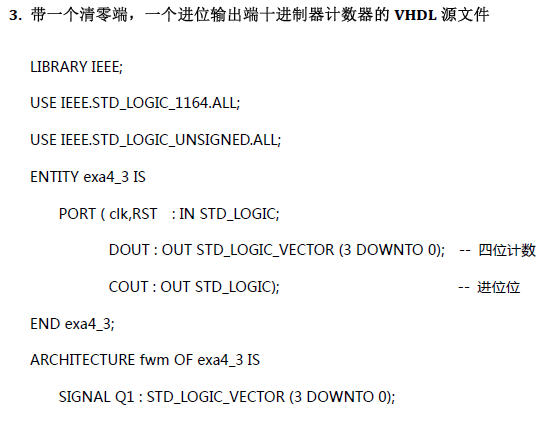 3. 带一个清零端，一个进位输出端十进制器计数器的 VHDL 源文件
LIBRARY IEEE;
USE IEEE.STD_LOGIC_1164.ALL;
USE IEEE.STD_LOGIC_UNSIGNED.ALL;
ENTITY exa4_3 IS
PORT ( clk,RST : IN STD_LOGIC;
DOUT : OUT STD_LOGIC_VECTOR (3 DOWNTO 0); -- 四位计数
COUT : OUT STD_LOGIC); -- 进位位
END exa4_3;
ARCHITECTURE fwm OF exa4_3 IS
SIGNAL Q1 : STD_LOGIC_VECTOR (3 DOWNTO 0);